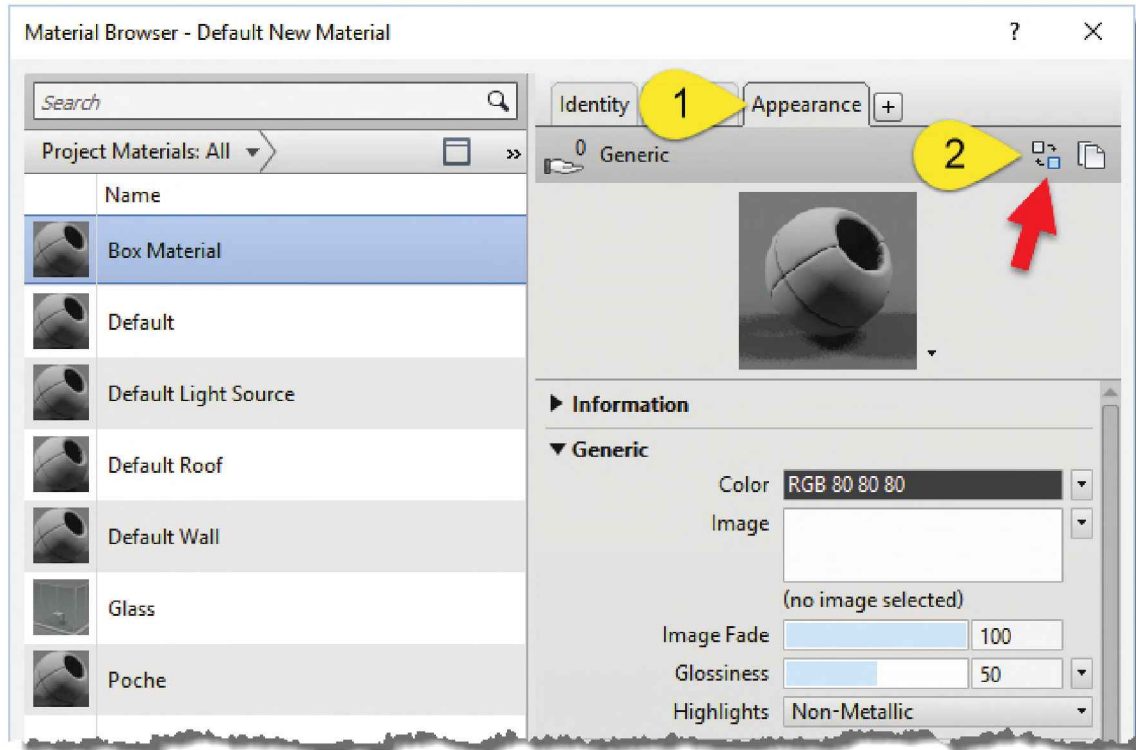 Material Browser - Default New Material
?
Search
Project Materials: All
»
Name
Box Material
Default
Default Light Source
Default Roof
Default Wall
Glass
Poche
Identity
1
Appearance
+
0
Generic
2
Information
Generic
Color RGB 80 80 80
Image
(no image selected)
Image Fade 100
Glossiness 50
Highlights Non-Metallic